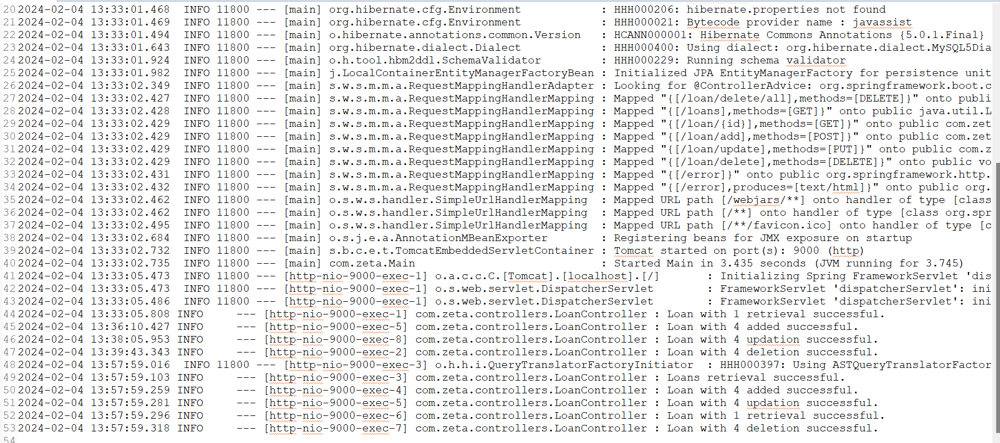 20 2024-02-04 13:33:01.468  INFO 11800 --- [main] org.hibernate.cfg.Environment            : HHH000206: hibernate.properties not found
21 2024-02-04 13:33:01.469  INFO 11800 --- [main] org.hibernate.cfg.Environment            : HHH000021: Bytecode provider name : javassist
22 2024-02-04 13:33:01.494  INFO 11800 --- [main] o.hibernate.annotations.common.Version   : HCANN000001: Hibernate Commons Annotations {5.0.1.Final}
23 2024-02-04 13:33:01.643  INFO 11800 --- [main] org.hibernate.dialect.Dialect            : HHH000400: Using dialect: org.hibernate.dialect.MySQL5Dia
24 2024-02-04 13:33:01.924  INFO 11800 --- [main] o.h.tool.hbm2ddl.SchemaValidator         : HHH000229: Running schema validator
25 2024-02-04 13:33:01.982  INFO 11800 --- [main] j.LocalContainerEntityManagerFactoryBean : Initialized JPA EntityManagerFactory for persistence unit
26 2024-02-04 13:33:02.349  INFO 11800 --- [main] s.w.s.m.m.a.RequestMappingHandlerAdapter : Looking for @ControllerAdvice: org.springframework.boot.c
27 2024-02-04 13:33:02.427  INFO 11800 --- [main] s.w.s.m.m.a.RequestMappingHandlerMapping : Mapped "{[/loan/delete/all],methods=[DELETE]}" onto publi
28 2024-02-04 13:33:02.428  INFO 11800 --- [main] s.w.s.m.m.a.RequestMappingHandlerMapping : Mapped "{[/loans],methods=[GET]}" onto public java.util.L
29 2024-02-04 13:33:02.429  INFO 11800 --- [main] s.w.s.m.m.a.RequestMappingHandlerMapping : Mapped "{[/loan/{id}],methods=[GET]}" onto public com.zet
30 2024-02-04 13:33:02.429  INFO 11800 --- [main] s.w.s.m.m.a.RequestMappingHandlerMapping : Mapped "{[/loan/add],methods=[POST]}" onto public com.zet
31 2024-02-04 13:33:02.429  INFO 11800 --- [main] s.w.s.m.m.a.RequestMappingHandlerMapping : Mapped "{[/loan/update],methods=[PUT]}" onto public com.z
32 2024-02-04 13:33:02.429  INFO 11800 --- [main] s.w.s.m.m.a.RequestMappingHandlerMapping : Mapped "{[/loan/delete],methods=[DELETE]}" onto public vo
33 2024-02-04 13:33:02.431  INFO 11800 --- [main] s.w.s.m.m.a.RequestMappingHandlerMapping : Mapped "{[/error]}" onto public org.springframework.http.
34 2024-02-04 13:33:02.432  INFO 11800 --- [main] s.w.s.m.m.a.RequestMappingHandlerMapping : Mapped "{[/error],produces=[text/html]}" onto public org.
35 2024-02-04 13:33:02.462  INFO 11800 --- [main] o.s.w.s.handler.SimpleUrlHandlerMapping  : Mapped URL path [/webjars/**] onto handler of type [class
36 2024-02-04 13:33:02.462  INFO 11800 --- [main] o.s.w.s.handler.SimpleUrlHandlerMapping  : Mapped URL path [/**] onto handler of type [class org.spr
37 2024-02-04 13:33:02.495  INFO 11800 --- [main] o.s.w.s.handler.SimpleUrlHandlerMapping  : Mapped URL path [/**/favicon.ico] onto handler of type [c
38 2024-02-04 13:33:02.684  INFO 11800 --- [main] o.s.j.e.a.AnnotationMBeanExporter        : Registering beans for JMX exposure on startup
39 2024-02-04 13:33:02.732  INFO 11800 --- [main] s.b.c.e.t.TomcatEmbeddedServletContainer : Tomcat started on port(s): 9000 (http)
40 2024-02-04 13:33:02.735  INFO 11800 --- [main] com.zeta.Main                            : Started Main in 3.435 seconds (JVM running for 3.745)
41 2024-02-04 13:33:05.473  INFO 11800 --- [http-nio-9000-exec-1] o.a.c.c.C.[Tomcat].[localhost].[/]       : Initializing Spring FrameworkServlet 'dis
42 2024-02-04 13:33:05.473  INFO 11800 --- [http-nio-9000-exec-1] o.s.web.servlet.DispatcherServlet        : FrameworkServlet 'dispatcherServlet': ini
43 2024-02-04 13:33:05.486  INFO 11800 --- [http-nio-9000-exec-1] o.s.web.servlet.DispatcherServlet        : FrameworkServlet 'dispatcherServlet': ini
44 2024-02-04 13:33:05.808 INFO     --- [http-nio-9000-exec-1] com.zeta.controllers.LoanController : Loan with 1 retrieval successful.
45 2024-02-04 13:36:10.427 INFO     --- [http-nio-9000-exec-5] com.zeta.controllers.LoanController : Loan with 4 added successful.
46 2024-02-04 13:38:05.953 INFO     --- [http-nio-9000-exec-8] com.zeta.controllers.LoanController : Loan with 4 updation successful.
47 2024-02-04 13:39:43.343 INFO     --- [http-nio-9000-exec-2] com.zeta.controllers.LoanController : Loan with 4 deletion successful.
48 2024-02-04 13:57:59.016  INFO 11800 --- [http-nio-9000-exec-3] o.h.h.i.QueryTranslatorFactoryInitiator  : HHH000397: Using ASTQueryTranslatorFactor
49 2024-02-04 13:57:59.103 INFO     --- [http-nio-9000-exec-3] com.zeta.controllers.LoanController : Loans retrieval successful.
50 2024-02-04 13:57:59.259 INFO     --- [http-nio-9000-exec-4] com.zeta.controllers.LoanController : Loan with 4 added successful.
51 2024-02-04 13:57:59.281 INFO     --- [http-nio-9000-exec-5] com.zeta.controllers.LoanController : Loan with 4 updation successful.
52 2024-02-04 13:57:59.296 INFO     --- [http-nio-9000-exec-6] com.zeta.controllers.LoanController : Loan with 1 retrieval successful.
53 2024-02-04 13:57:59.318 INFO     --- [http-nio-9000-exec-7] com.zeta.controllers.LoanController : Loan with 4 deletion successful.
54